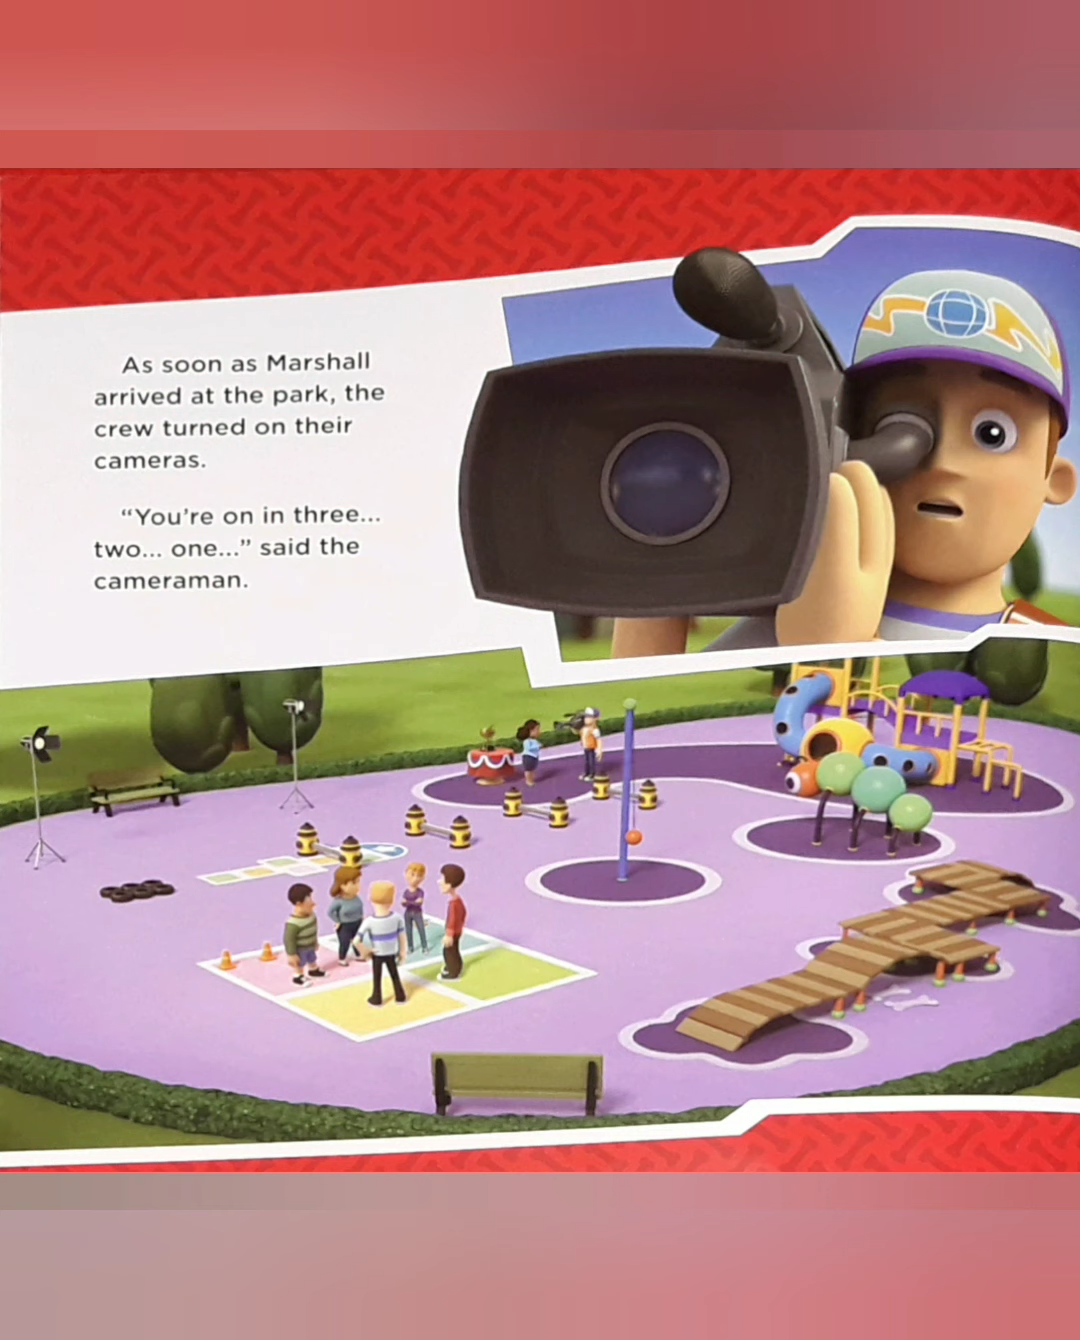 As soon as Marshall
arrived at the park, the
crew turned on their
cameras.
“You’re on in three...
two... one...” said the
cameraman.